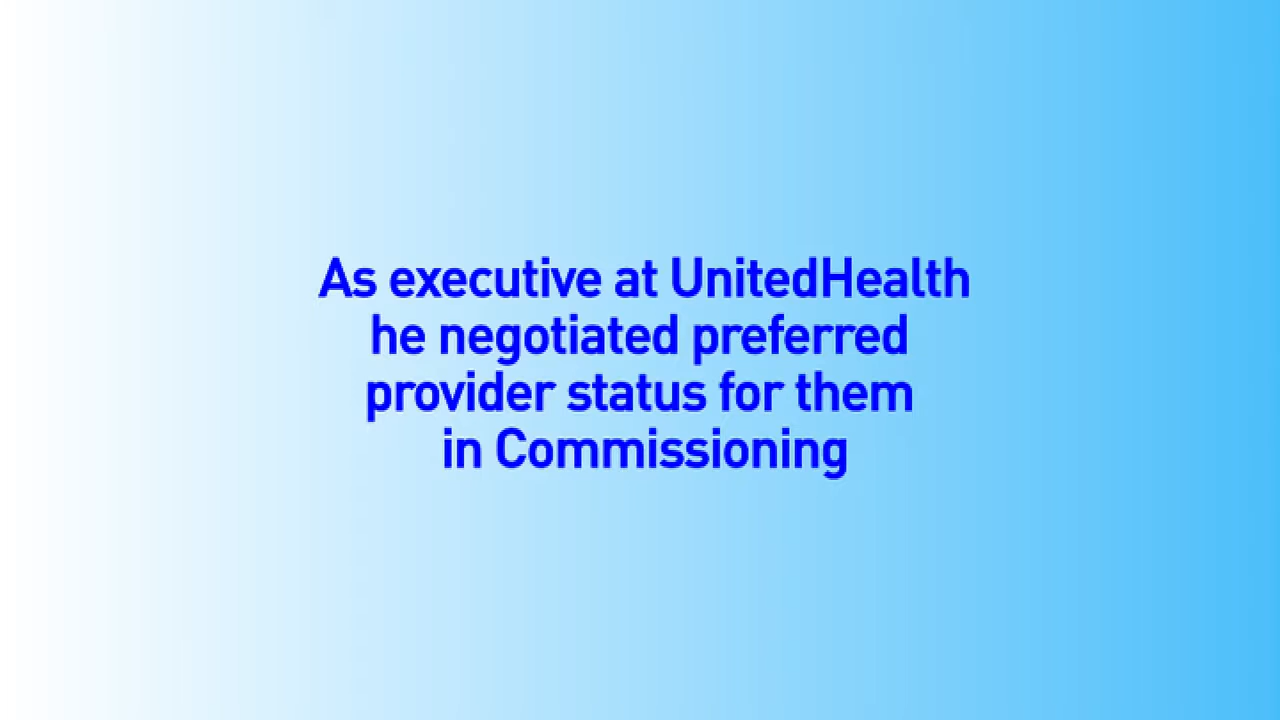 As executive at UnitedHealth
he negotiated preferred
provider status for them
in Commissioning